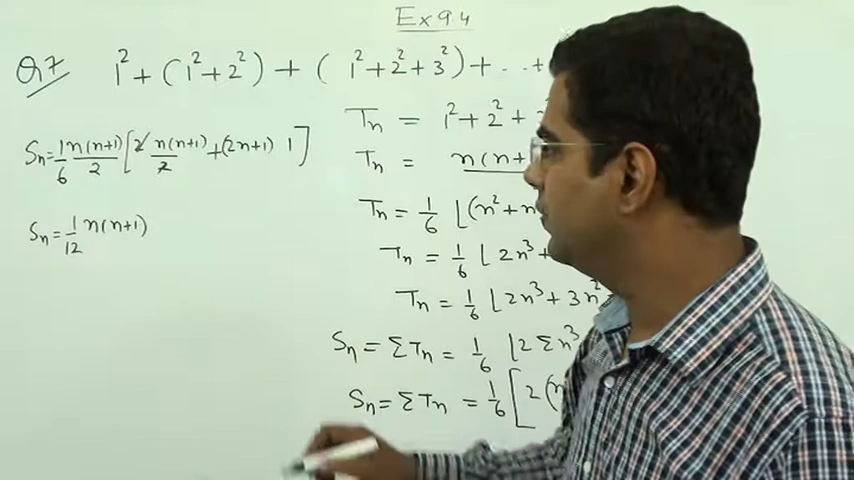 Ex 9.4
Q7 1² + (1² + 2²) + (1² + 2² + 3²) + ... +
Tn = 1² + 2² +
Sn = 1/6 n(n+1)/2 [2 n(n+1)/2 + (2n+1) 1]
Tn = n(n+
Tn = 1/6 [(n² + n
Sn = 1/12 n(n+1)
Tn = 1/6 [2n³ +
Tn = 1/6 [2n³ + 3n²
Sn = ΣTn = 1/6 [2 Σn³
Sn = ΣTn = 1/6 [2 (n